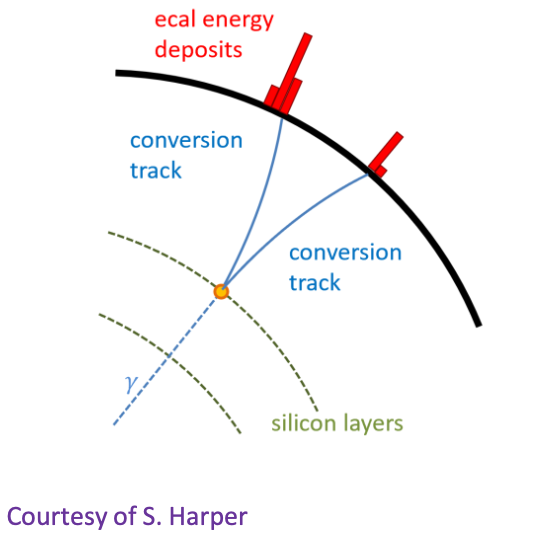 ecal energy
deposits
conversion
track
conversion
track
γ
silicon layers
Courtesy of S. Harper